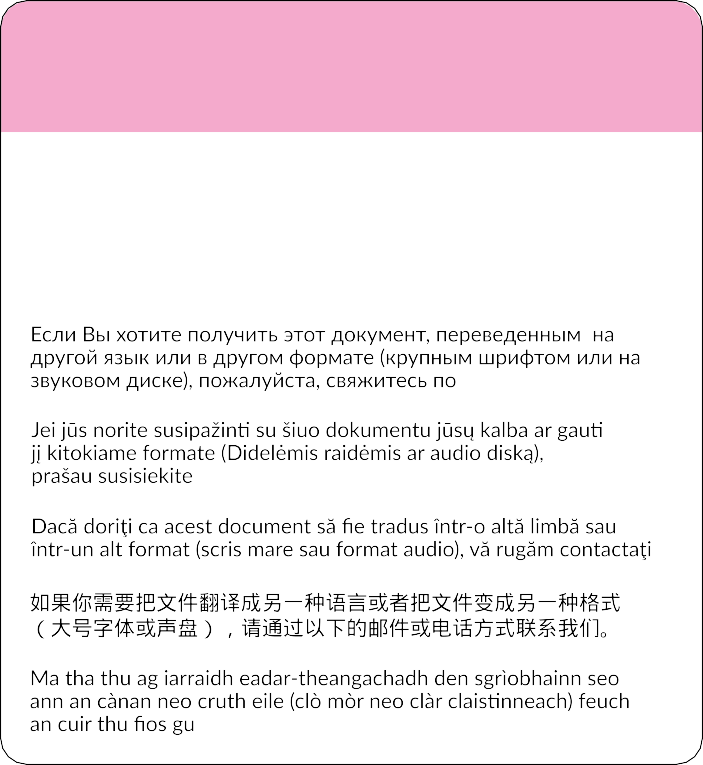 Если Вы хотите получить этот документ, переведенным на
другой язык или в другом формате (крупным шрифтом или на
звуковом диске), пожалуйста, свяжитесь по
Jei jūs norite susipažinti su šiuo dokumentu jūsų kalba ar gauti
jį kitokiame formate (Didelėmis raidėmis ar audio diską),
prašau susisiekite
Dacă doriţi ca acest document să fie tradus într-o altă limbă sau
într-un alt format (scris mare sau format audio), vă rugăm contactaţi
如果你需要把文件翻译成另一种语言或者把文件变成另一种格式
（大号字体或声盘），请通过以下的邮件或电话方式联系我们。
Ma tha thu ag iarraidh eadar-theangachadh den sgrìobhainn seo
ann an cànan neo cruth eile (clò mòr neo clàr claistinneach) feuch
an cuir thu fios gu